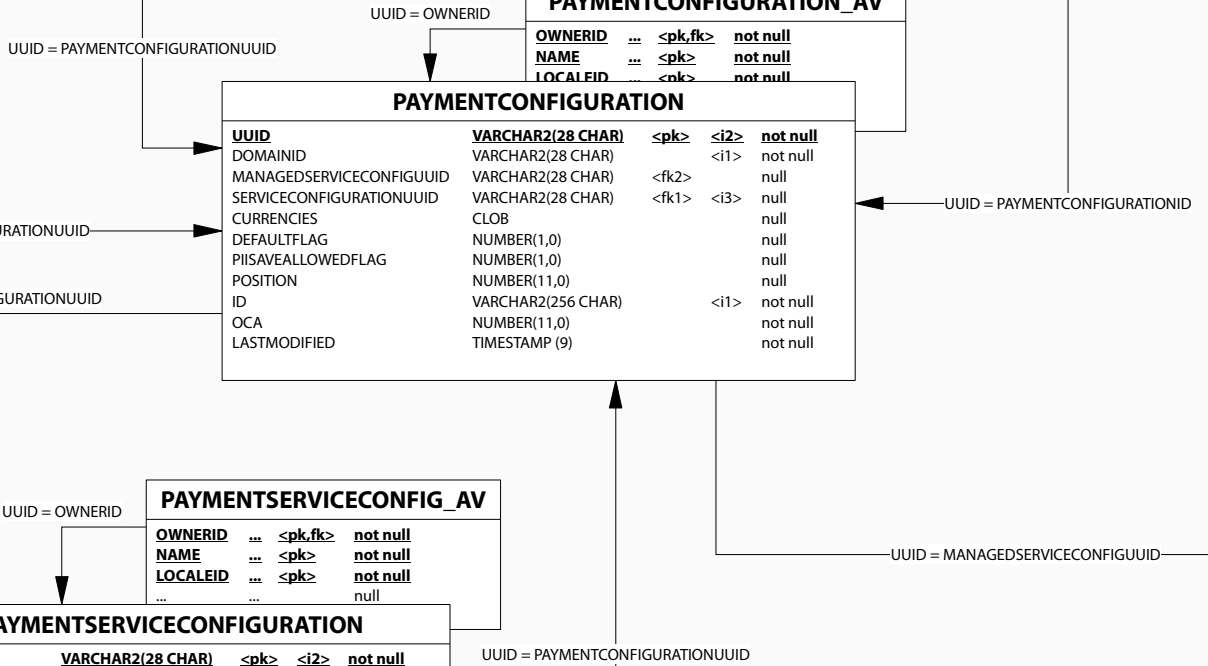 PAYMENTCONFIGURATION_AV
UUID = OWNERID
OWNERID ... <pk,fk> not null
UUID = PAYMENTCONFIGURATIONUUID
NAME ... <pk> not null
LOCALEID ... <pk> not null
PAYMENTCONFIGURATION
UUID VARCHAR2(28 CHAR) <pk> <i2> not null
DOMAINID VARCHAR2(28 CHAR) <i1> not null
MANAGEDSERVICECONFIGUUID VARCHAR2(28 CHAR) <fk2> null
SERVICECONFIGURATIONUUID VARCHAR2(28 CHAR) <fk1> <i3> null
UUID = PAYMENTCONFIGURATIONID
CURRENCIES CLOB null
URATIONUUID
DEFAULTFLAG NUMBER(1,0) null
PIISAVEALLOWEDFLAG NUMBER(1,0) null
POSITION NUMBER(11,0) null
GURATIONUUID
ID VARCHAR2(256 CHAR) <i1> not null
OCA NUMBER(11,0) not null
LASTMODIFIED TIMESTAMP (9) not null
PAYMENTSERVICECONFIG_AV
UUID = OWNERID
OWNERID ... <pk,fk> not null
NAME ... <pk> not null
LOCALEID ... <pk> not null
... ... null
UUID = MANAGEDSERVICECONFIGUUID
AYMENTSERVICECONFIGURATION
VARCHAR2(28 CHAR) <pk> <i2> not null
UUID = PAYMENTCONFIGURATIONUUID